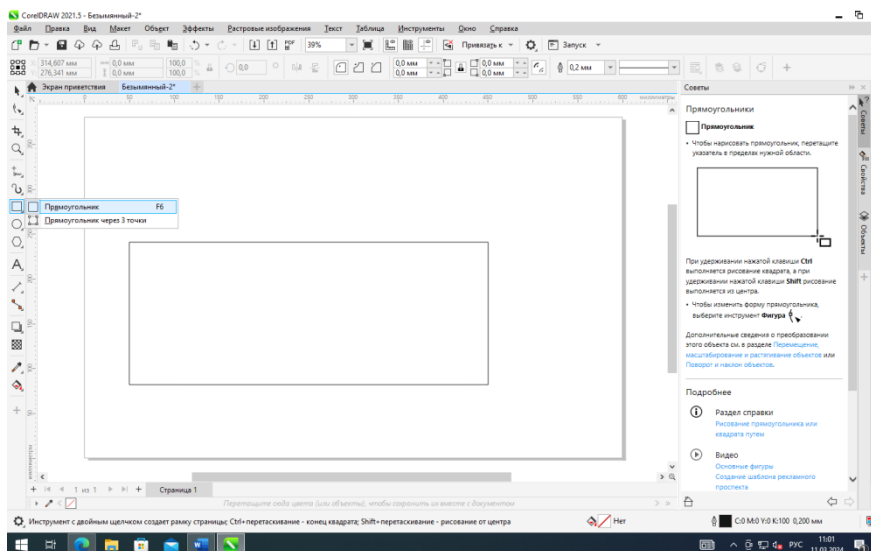 CorelDRAW 2021.5 - Безымянный-2*
Файл Правка Вид Макет Объект Эффекты Растровые изображения Текст Таблица Инструменты Окно Справка
39% Привязать к Запуск
314,607 мм 0,0 мм 100,0 % 0,0 0,0 мм 0,0 мм 0,2 мм
276,341 мм 0,0 мм 100,0 % 0,0 мм 0,0 мм
Экран приветствия Безымянный-2*
0 50 100 миллиметры
Прямоугольник F6
Прямоугольник через 3 точки
миллиметры
1 из 1 Страница 1
Перетащите сюда цвета (или объекты), чтобы сохранить их вместе с документом
Инструмент с двойным щелчком создает рамку страницы; Ctrl+перетаскивание - конец квадрата; Shift+перетаскивание - рисование от центра
Нет C:0 M:0 Y:0 K:100 0,200 мм
Советы
Прямоугольники
Прямоугольник
• Чтобы нарисовать прямоугольник, перетащите
указатель в пределах нужной области.
При удерживании нажатой клавиши Ctrl
выполняется рисование квадрата, а при
удерживании нажатой клавиши Shift рисование
выполняется из центра.
• Чтобы изменить форму прямоугольника,
выберите инструмент Фигура
Дополнительные сведения о преобразовании
этого объекта см. в разделе Перемещение,
масштабирование и растягивание объектов или
Поворот и наклон объектов.
Подробнее
Раздел справки
Рисование прямоугольника или
квадрата путем
Видео
Основные фигуры
Создание шаблона рекламного
проспекта
Советы
Свойства
Объекты
РУС
11:01
11.03.2024